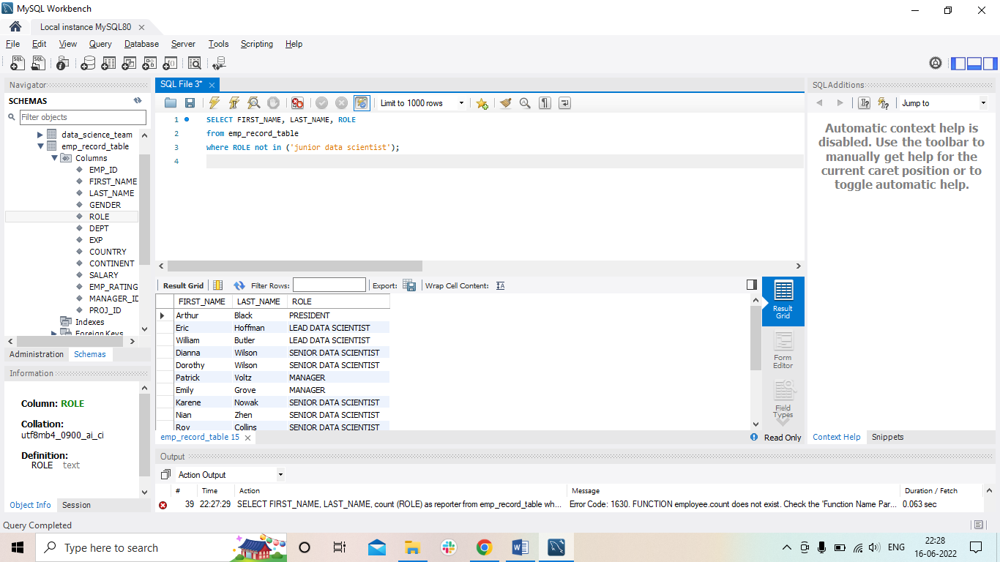 MySQL Workbench
Local instance MySQL80
File Edit View Query Database Server Tools Scripting Help
Navigator
SCHEMAS
Filter objects
data_science_team
emp_record_table
Columns
EMP_ID
FIRST_NAME
LAST_NAME
GENDER
ROLE
DEPT
EXP
COUNTRY
CONTINENT
SALARY
EMP_RATING
MANAGER_ID
PROJ_ID
Indexes
Foreign Keys
Administration Schemas
Information
Column: ROLE
Collation:
utf8mb4_0900_ai_ci
Definition:
ROLE text
Object Info Session
Query Completed
SQL File 3*
Limit to 1000 rows
1 SELECT FIRST_NAME, LAST_NAME, ROLE
2 from emp_record_table
3 where ROLE not in ('junior data scientist');
4
Result Grid Filter Rows: Export: Wrap Cell Content:
FIRST_NAME LAST_NAME ROLE
Arthur Black PRESIDENT
Eric Hoffman LEAD DATA SCIENTIST
William Butler LEAD DATA SCIENTIST
Dianna Wilson SENIOR DATA SCIENTIST
Dorothy Wilson SENIOR DATA SCIENTIST
Patrick Voltz MANAGER
Emily Grove MANAGER
Karene Nowak SENIOR DATA SCIENTIST
Nian Zhen SENIOR DATA SCIENTIST
Roy Collins SENIOR DATA SCIENTIST
Result
Grid
Form
Editor
Field
Types
emp_record_table 15
Read Only
SQLAdditions
Jump to
Automatic context help is
disabled. Use the toolbar to
manually get help for the
current caret position or to
toggle automatic help.
Context Help Snippets
Output
Action Output
# Time Action Message Duration / Fetch
39 22:27:29 SELECT FIRST_NAME, LAST_NAME, count (ROLE) as reporter from emp_record_table wh... Error Code: 1630. FUNCTION employee.count does not exist. Check the 'Function Name Par... 0.063 sec
Type here to search
ENG
22:28
16-06-2022